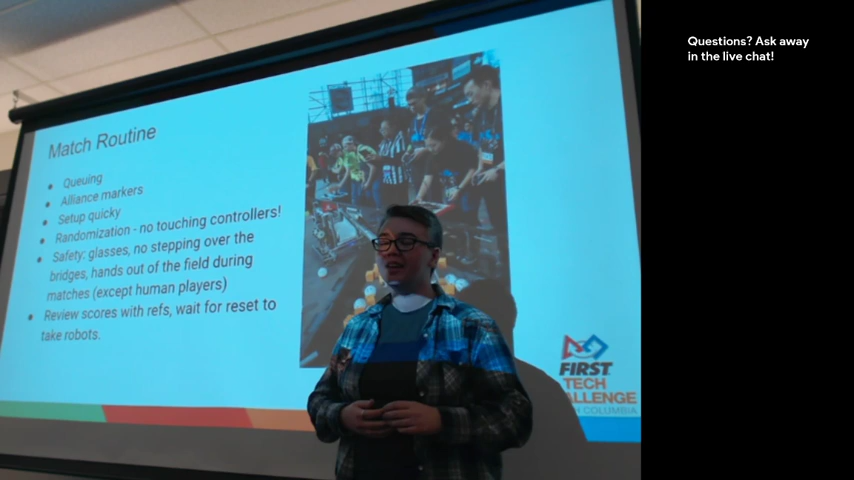 Questions? Ask away
in the live chat!
Match Routine
Queuing
Alliance markers
Setup quicky
Randomization - no touching controllers!
Safety: glasses, no stepping over the
bridges, hands out of the field during
matches (except human players)
Review scores with refs, wait for reset to
take robots.
FIRST
TECH
ALLENGE
H COLUMBIA